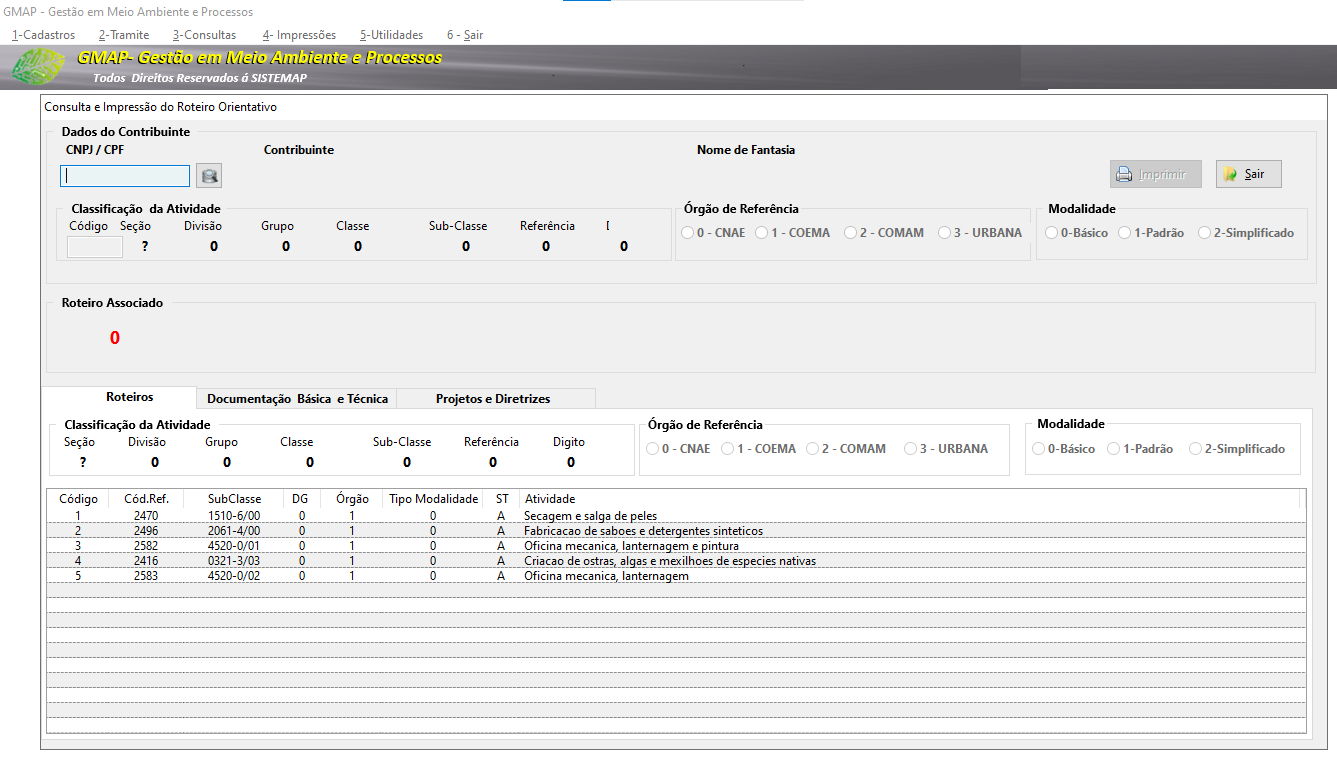 GMAP - Gestão em Meio Ambiente e Processos
1-Cadastros 2-Tramite 3-Consultas 4- Impressões 5-Utilidades 6 - Sair
GMAP- Gestão em Meio Ambiente e Processos
Todos Direitos Reservados á SISTEMAP
Consulta e Impressão do Roteiro Orientativo
Dados do Contribuinte
CNPJ / CPF Contribuinte Nome de Fantasia
Imprimir Sair
Classificação da Atividade Órgão de Referência Modalidade
Código Seção Divisão Grupo Classe Sub-Classe Referência I
0 - CNAE 1 - COEMA 2 - COMAM 3 - URBANA 0-Básico 1-Padrão 2-Simplificado
? 0 0 0 0 0 0
Roteiro Associado
0
Roteiros Documentação Básica e Técnica Projetos e Diretrizes
Classificação da Atividade Órgão de Referência Modalidade
Seção Divisão Grupo Classe Sub-Classe Referência Digito
0 - CNAE 1 - COEMA 2 - COMAM 3 - URBANA 0-Básico 1-Padrão 2-Simplificado
? 0 0 0 0 0 0
Código Cód.Ref. SubClasse DG Órgão Tipo Modalidade ST Atividade
1 2470 1510-6/00 0 1 0 A Secagem e salga de peles
2 2496 2061-4/00 0 1 0 A Fabricacao de saboes e detergentes sinteticos
3 2582 4520-0/01 0 1 0 A Oficina mecanica, lanternagem e pintura
4 2416 0321-3/03 0 1 0 A Criacao de ostras, algas e mexilhoes de especies nativas
5 2583 4520-0/02 0 1 0 A Oficina mecanica, lanternagem